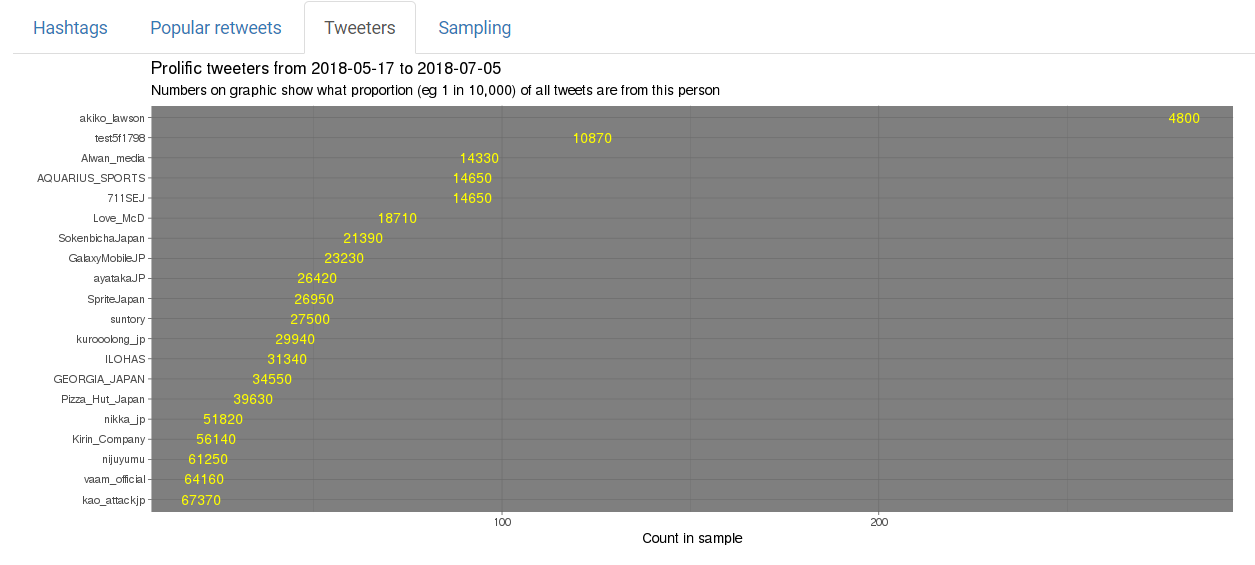 Hashtags Popular retweets Tweeters Sampling
Prolific tweeters from 2018-05-17 to 2018-07-05
Numbers on graphic show what proportion (eg 1 in 10,000) of all tweets are from this person
akiko_lawson 4800
test5f1798 10870
Alwan_media 14330
AQUARIUS_SPORTS 14650
711SEJ 14650
Love_McD 18710
SokenbichaJapan 21390
GalaxyMobileJP 23230
ayatakaJP 26420
SpriteJapan 26950
suntory 27500
kurooolong_jp 29940
ILOHAS 31340
GEORGIA_JAPAN 34550
Pizza_Hut_Japan 39630
nikka_jp 51820
Kirin_Company 56140
nijuyumu 61250
vaam_official 64160
kao_attackjp 67370
100 200
Count in sample